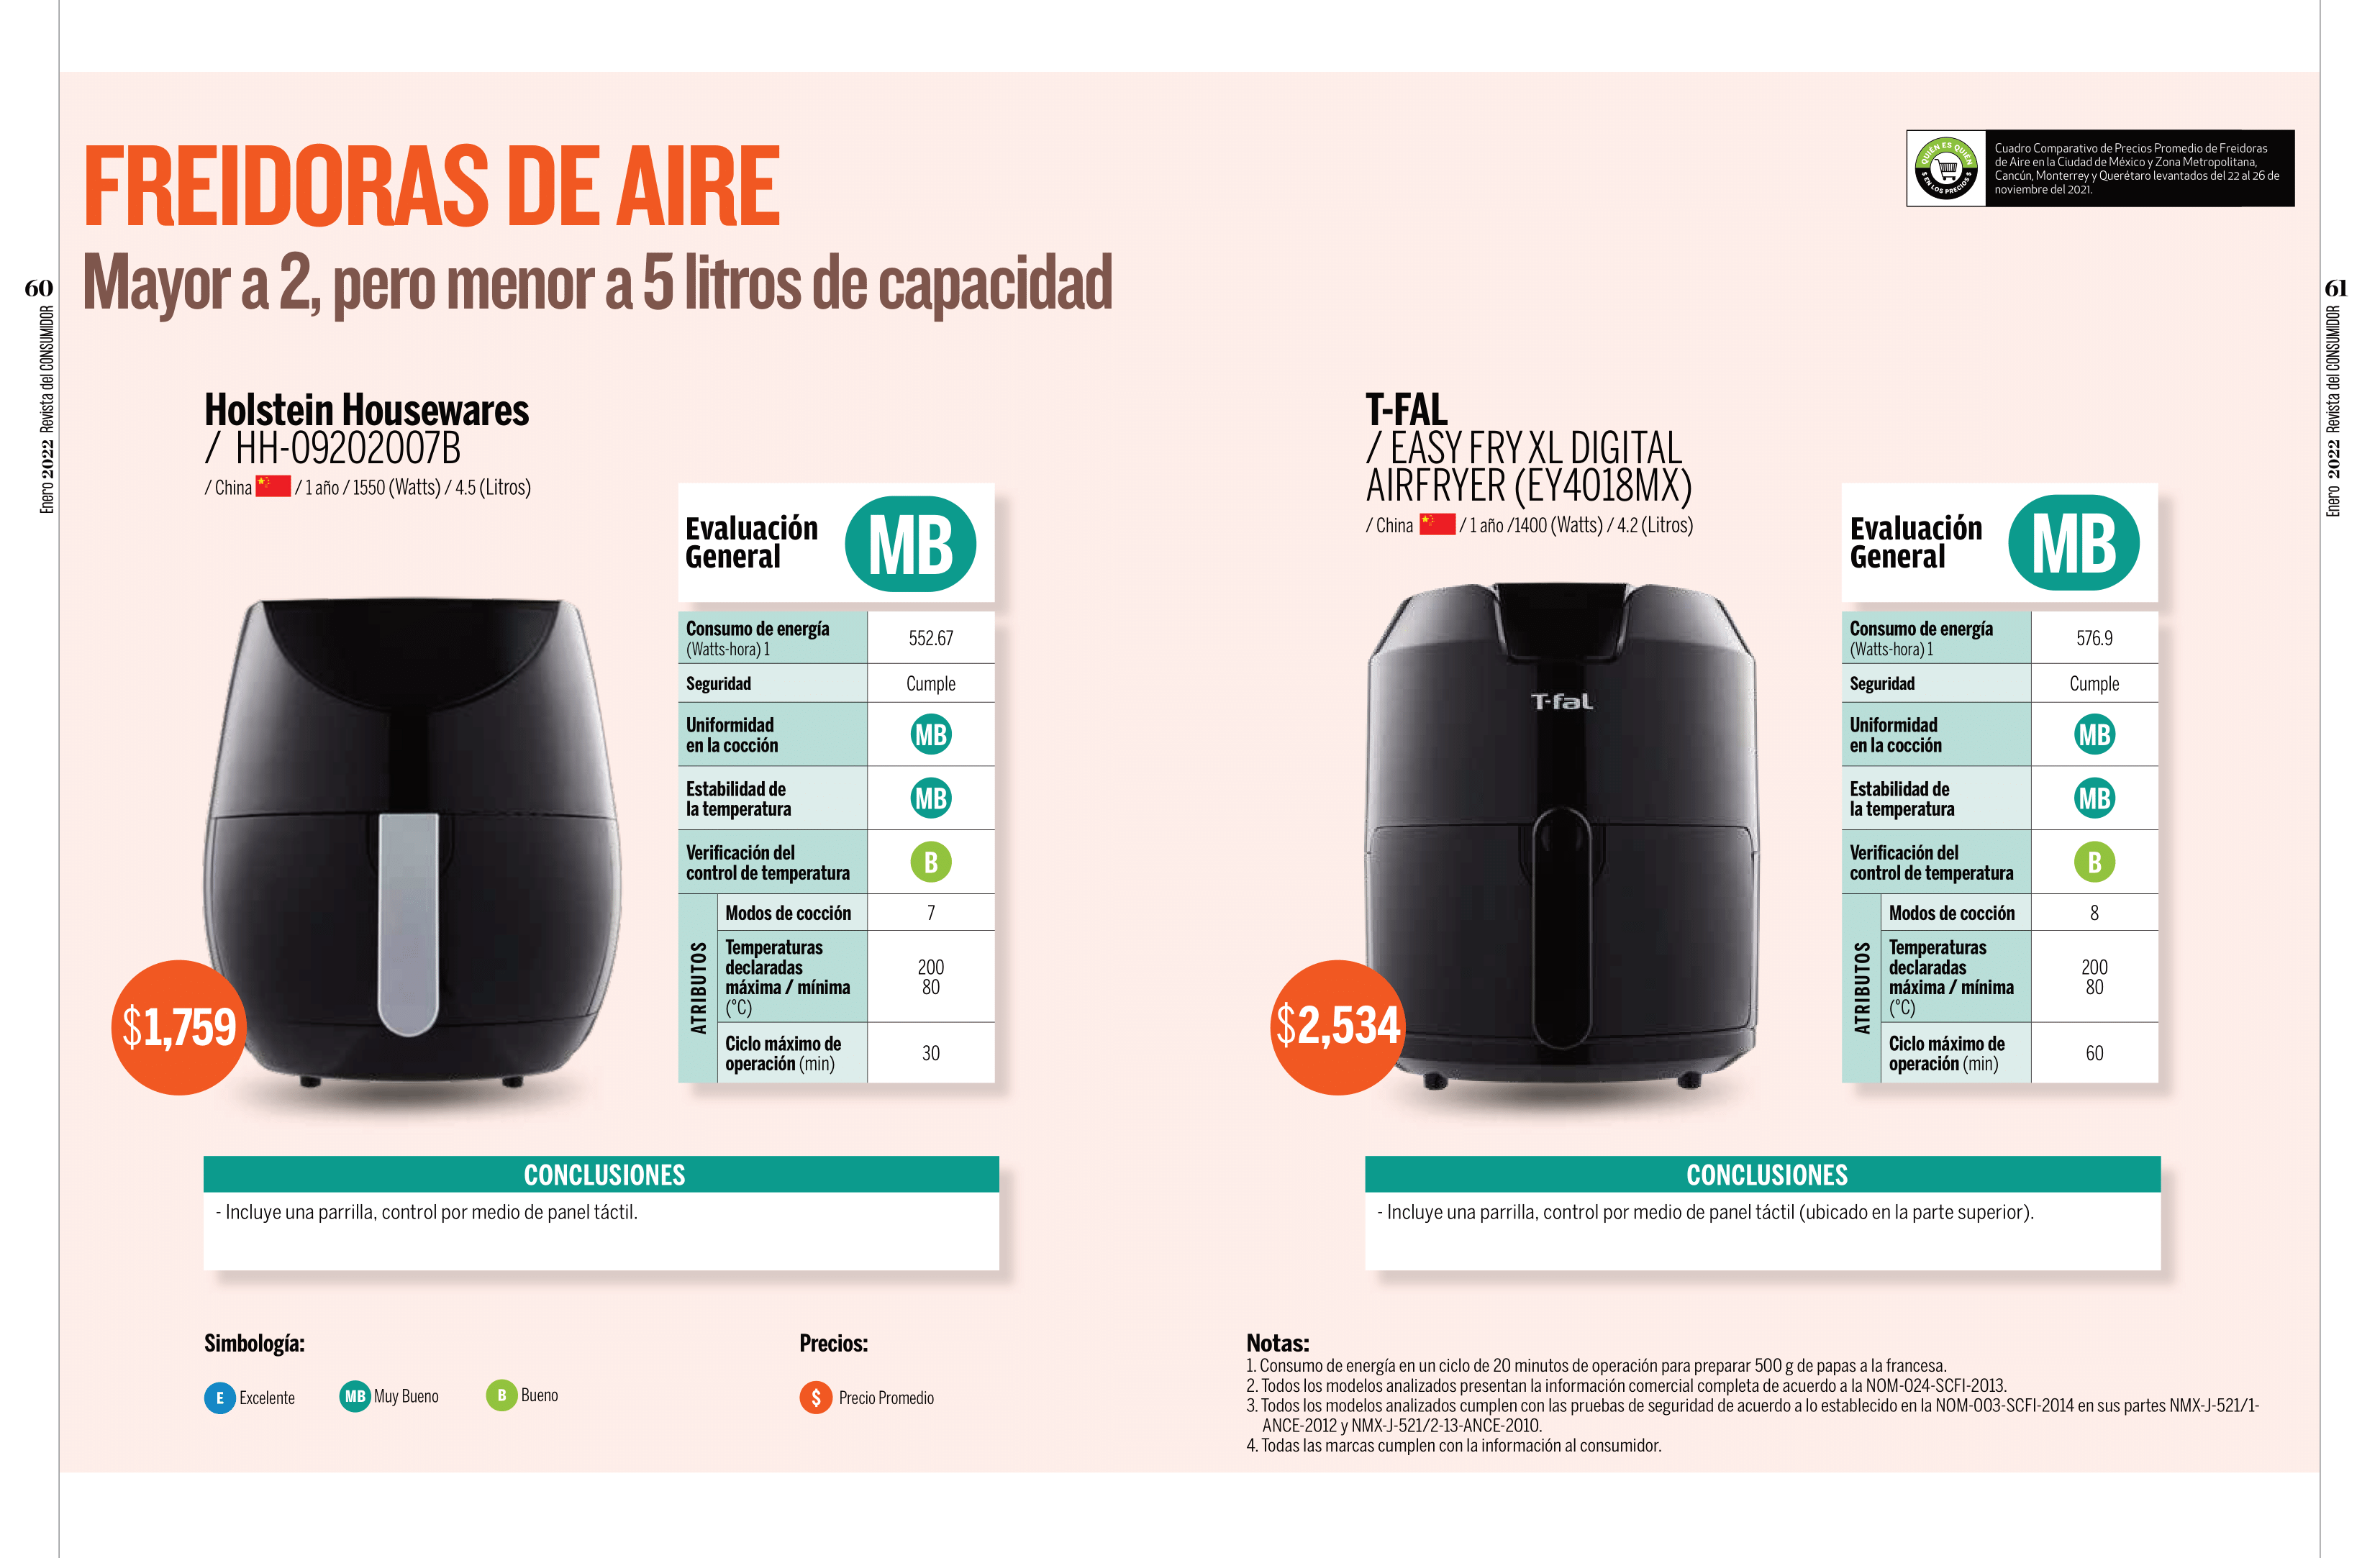 FREIDORAS DE AIRE
Mayor a 2, pero menor a 5 litros de capacidad
QUIÉN ES QUIÉN
$ EN LOS PRECIOS $
Cuadro Comparativo de Precios Promedio de Freidoras
de Aire en la Ciudad de México y Zona Metropolitana,
Cancún, Monterrey y Querétaro levantados del 22 al 26 de
noviembre del 2021.
60
Enero 2022 Revista del CONSUMIDOR
Holstein Housewares
/ HH-09202007B
/ China / 1 año / 1550 (Watts) / 4.5 (Litros)
Evaluación
General
MB
Consumo de energía
(Watts-hora) 1
552.67
Seguridad
Cumple
Uniformidad
en la cocción
MB
Estabilidad de
la temperatura
MB
Verificación del
control de temperatura
B
ATRIBUTOS
Modos de cocción
7
Temperaturas
declaradas
máxima / mínima
(°C)
200
80
Ciclo máximo de
operación (min)
30
$1,759
CONCLUSIONES
- Incluye una parrilla, control por medio de panel táctil.
T-FAL
/ EASY FRY XL DIGITAL
AIRFRYER (EY4018MX)
/ China / 1 año /1400 (Watts) / 4.2 (Litros)
T-fal
Evaluación
General
MB
Consumo de energía
(Watts-hora) 1
576.9
Seguridad
Cumple
Uniformidad
en la cocción
MB
Estabilidad de
la temperatura
MB
Verificación del
control de temperatura
B
ATRIBUTOS
Modos de cocción
8
Temperaturas
declaradas
máxima / mínima
(°C)
200
80
Ciclo máximo de
operación (min)
60
$2,534
CONCLUSIONES
- Incluye una parrilla, control por medio de panel táctil (ubicado en la parte superior).
Simbología:
E Excelente
MB Muy Bueno
B Bueno
Precios:
$ Precio Promedio
Notas:
1. Consumo de energía en un ciclo de 20 minutos de operación para preparar 500 g de papas a la francesa.
2. Todos los modelos analizados presentan la información comercial completa de acuerdo a la NOM-024-SCFI-2013.
3. Todos los modelos analizados cumplen con las pruebas de seguridad de acuerdo a lo establecido en la NOM-003-SCFI-2014 en sus partes NMX-J-521/1-
ANCE-2012 y NMX-J-521/2-13-ANCE-2010.
4. Todas las marcas cumplen con la información al consumidor.
61
Enero 2022 Revista del CONSUMIDOR